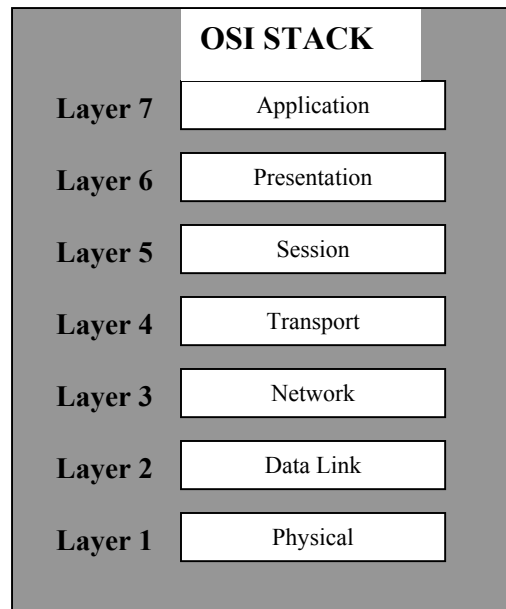 OSI STACK
Layer 7 Application
Layer 6 Presentation
Layer 5 Session
Layer 4 Transport
Layer 3 Network
Layer 2 Data Link
Layer 1 Physical